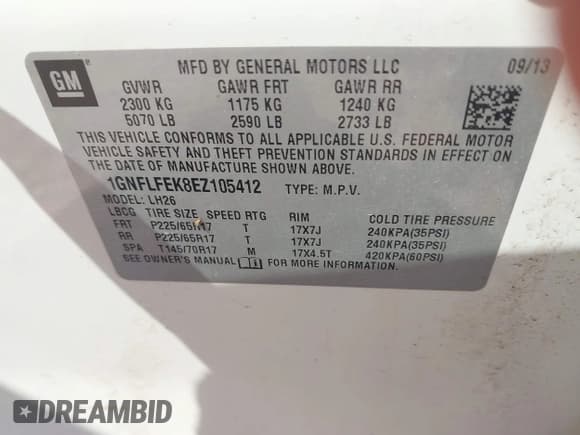 GM
MFD BY GENERAL MOTORS LLC 09/13
GVWR GAWR FRT GAWR RR
2300 KG 1175 KG 1240 KG
5070 LB 2590 LB 2733 LB
THIS VEHICLE CONFORMS TO ALL APPLICABLE U.S. FEDERAL MOTOR
VEHICLE SAFETY AND THEFT PREVENTION STANDARDS IN EFFECT ON
THE DATE OF MANUFACTURE SHOWN ABOVE.
1GNFLFEK8EZ105412 TYPE: M.P.V.
MODEL: LH26
LBCG TIRE SIZE SPEED RTG RIM COLD TIRE PRESSURE
FRT P225/65R17 T 17X7J 240KPA(35PSI)
RR P225/65R17 T 17X7J 240KPA(35PSI)
SPA T145/70R17 M 17X4.5T 420KPA(60PSI)
SEE OWNER'S MANUAL FOR MORE INFORMATION.
DREAMBID